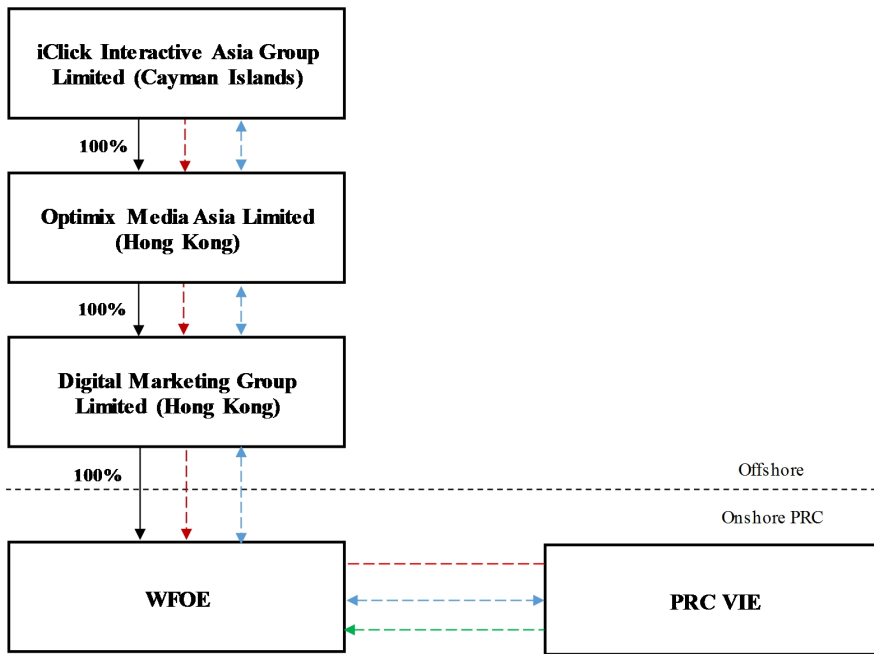 iClick Interactive Asia Group
Limited (Cayman Islands)
100%
Optimix Media Asia Limited
(Hong Kong)
100%
Digital Marketing Group
Limited (Hong Kong)
100%
Offshore
Onshore PRC
WFOE
PRC VIE